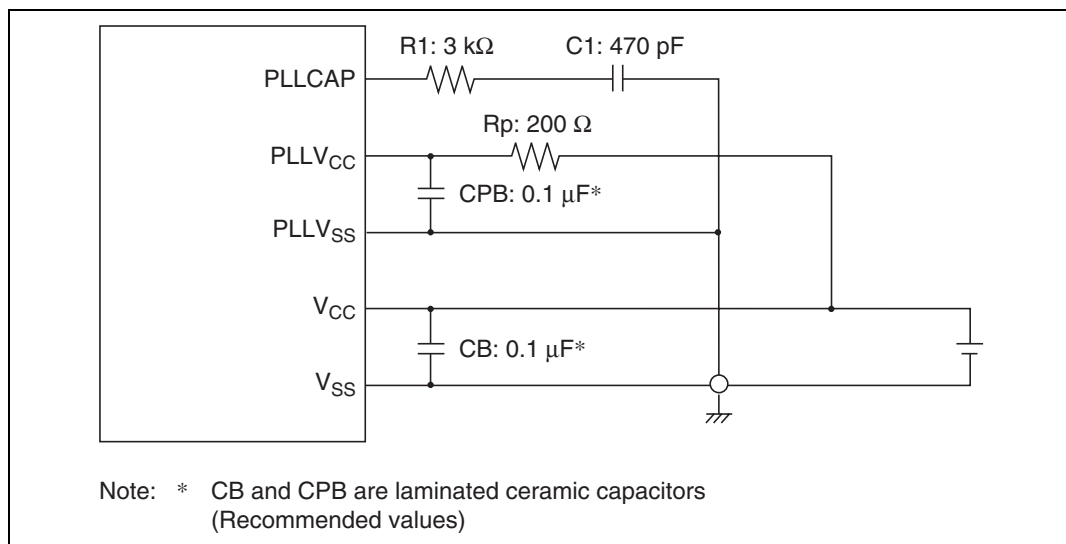 R1: 3 kΩ
C1: 470 pF
PLLCAP
Rp: 200 Ω
PLLVCC
CPB: 0.1 μF*
PLLVSS
VCC
CB: 0.1 μF*
VSS
Note: * CB and CPB are laminated ceramic capacitors
(Recommended values)